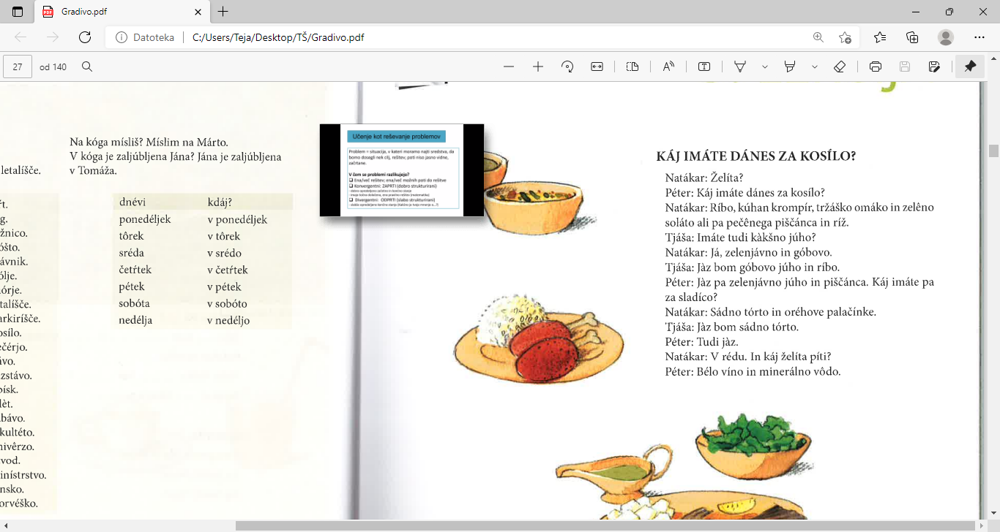 Gradivo.pdf
Datoteka
C:/Users/Teja/Desktop/TŠ/Gradivo.pdf
27
od 140
letalíšče.
žnico.
óšto.
ávnik.
ólje.
órje.
talíšče.
arkiríšče.
osílo.
ečérjo.
ávo.
zstávo.
písk.
lèt.
bávo.
kultéto.
nivêrzo.
vod.
inístrstvo.
nsko.
orvéško.
Na kóga mísliš? Míslim na Márto.
V kóga je zaljúbljena Jána? Jána je zaljúbljena
v Tomáža.
dnévi kdáj?
ponedéljek v ponedéljek
tôrek v tôrek
sréda v srédo
četŕtek v četŕtek
pétek v pétek
sobóta v sobóto
nedélja v nedéljo
Učenje kot reševanje problemov
Problem = situacija, v kateri moramo najti sredstva, da
bomo dosegli nek cilj, rešitev; poti niso jasno vidne,
začrtane.
V čem se problemi razlikujejo?
Ena/več rešitev; ena/več možnih poti do rešitve
Konvergentni: ZAPRTI (dobro strukturirani)
- dobro opredeljeno začetno in končno stanje
- imajo točno določeno, eno pravilno rešitev (matematika)
Divergentni: ODPRTI (slabo strukturirani)
- slabše opredeljeno končno stanje (Kakšno je tvoje mnenje o...?)
KÁJ IMÁTE DÁNES ZA KOSÍLO?
Natákar: Želíta?
Péter: Káj imáte dánes za kosílo?
Natákar: Ríbo, kúhan krompír, tržáško omáko in zelêno
soláto ali pa pečênega piščánca in ríž.
Tjáša: Imáte tudi kàkšno júho?
Natákar: Já, zelenjávno in góbovo.
Tjáša: Jàz bom góbovo júho in ríbo.
Péter: Jàz pa zelenjávno júho in piščánca. Káj imáte pa
za sladíco?
Natákar: Sádno tórto in oréhove palačínke.
Tjáša: Jàz bom sádno tórto.
Péter: Tudi jàz.
Natákar: V rédu. In káj želíta píti?
Péter: Bélo víno in minerálno vôdo.